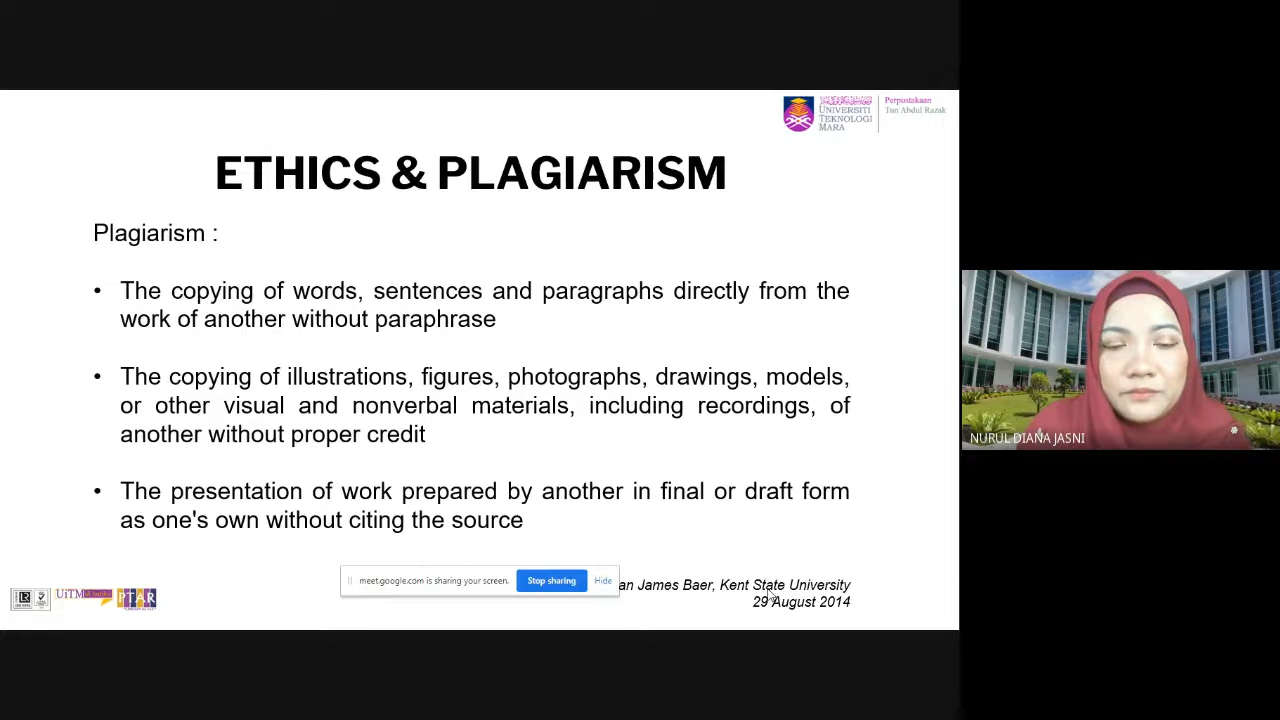 Perpustakaan
Tun Abdul Razak
UNIVERSITI
TEKNOLOGI
MARA
ETHICS & PLAGIARISM
Plagiarism :
• The copying of words, sentences and paragraphs directly from the
work of another without paraphrase
• The copying of illustrations, figures, photographs, drawings, models,
or other visual and nonverbal materials, including recordings, of
another without proper credit
• The presentation of work prepared by another in final or draft form
as one's own without citing the source
meet.google.com is sharing your screen.
Stop sharing
Hide
James Baer, Kent State University
29 August 2014
UiTM
PTAR
NURUL DIANA JASNI